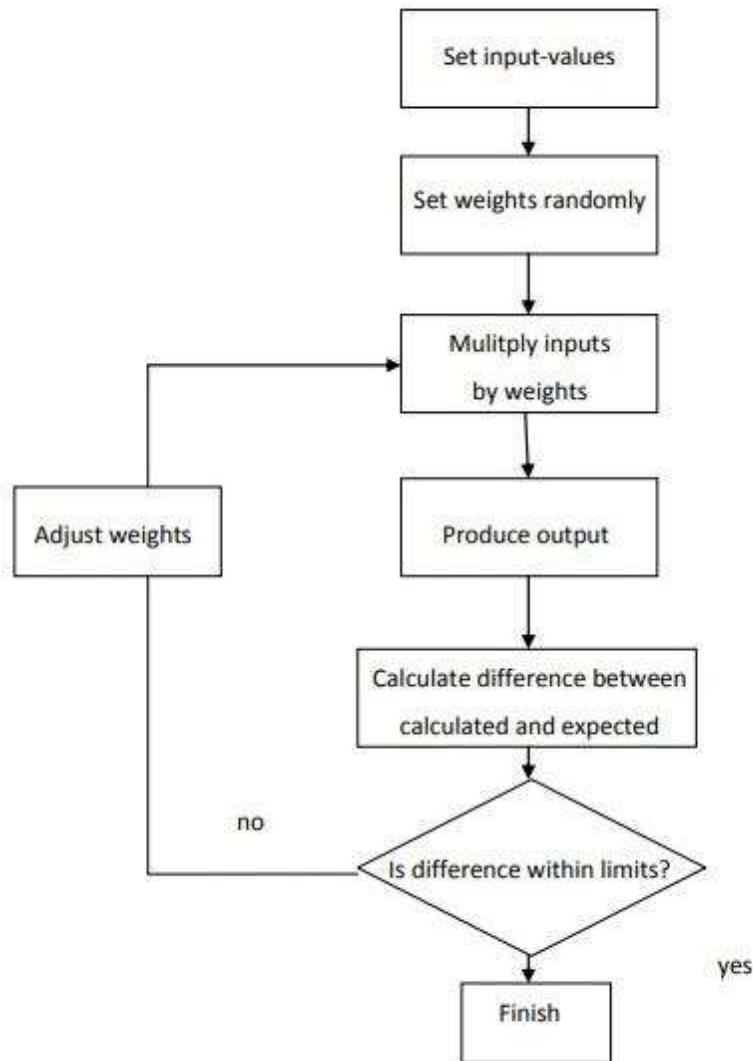 Set input-values
Set weights randomly
Mulitply inputs
by weights
Adjust weights
Produce output
Calculate difference between
calculated and expected
no
Is difference within limits?
yes
Finish